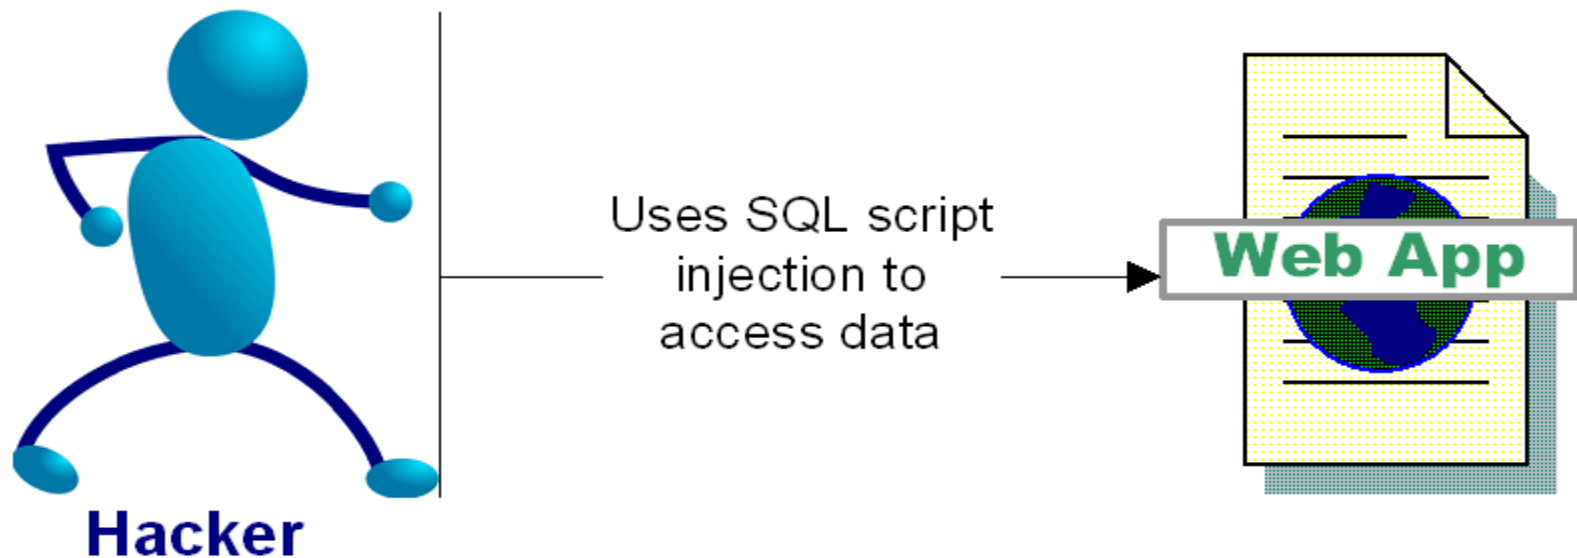 Uses SQL script
injection to
access data
Web App
Hacker